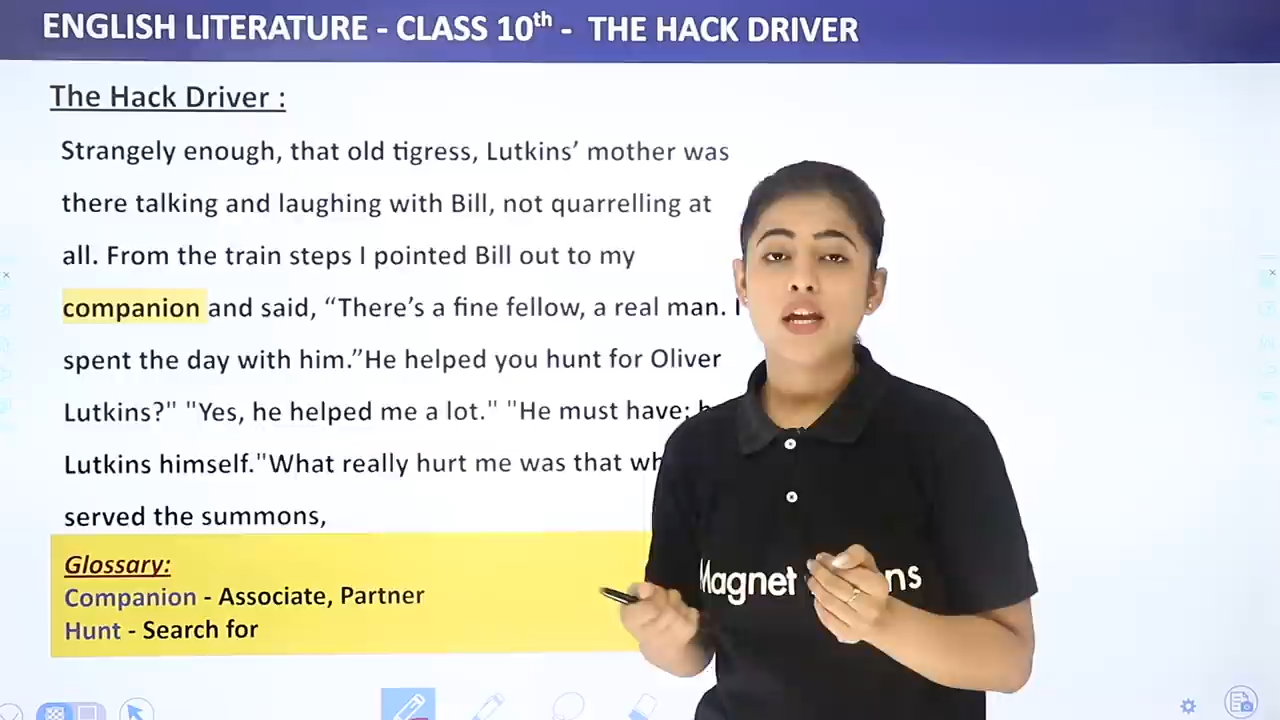 ENGLISH LITERATURE - CLASS 10th - THE HACK DRIVER
The Hack Driver :
Strangely enough, that old tigress, Lutkins’ mother was
there talking and laughing with Bill, not quarrelling at
all. From the train steps I pointed Bill out to my
companion and said, “There’s a fine fellow, a real man. I
spent the day with him.”He helped you hunt for Oliver
Lutkins?" "Yes, he helped me a lot." "He must have;
Lutkins himself."What really hurt me was that
served the summons,
Glossary:
Companion - Associate, Partner
Hunt - Search for
Magnet